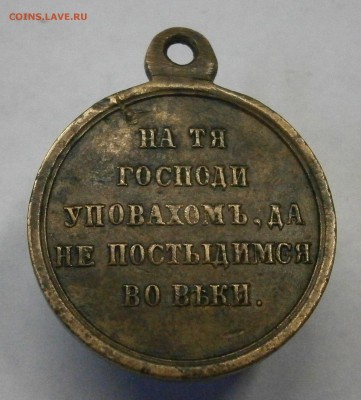 COINS.LAVE.RU
НА ТЯ
ГОСПОДИ
УПОВАХОМЪ, ДА
НЕ ПОСТЫДИМСЯ
ВО ВѢКИ.